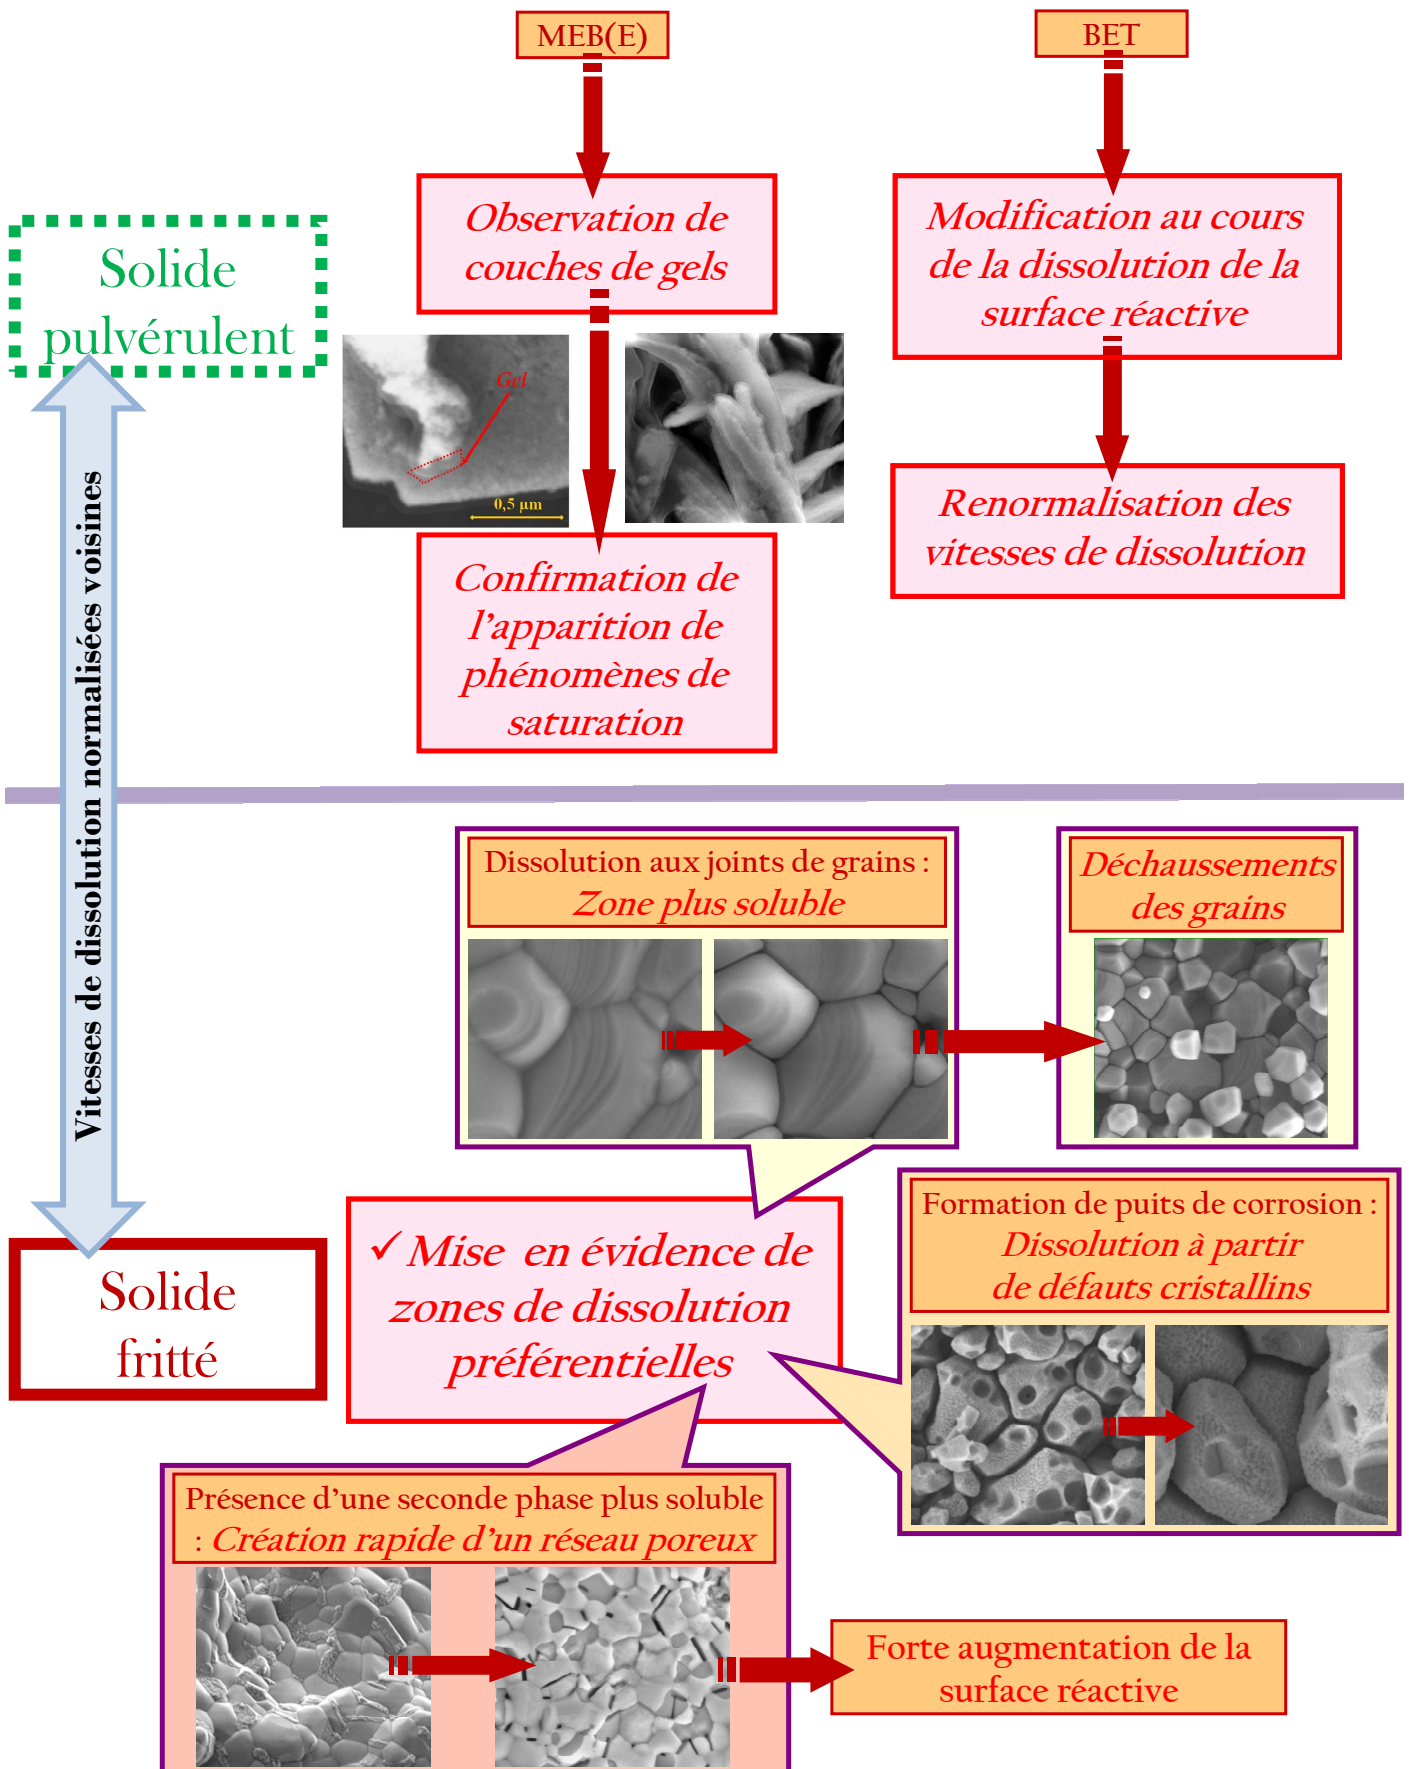 MEB(E)
BET
Observation de
couches de gels
Modification au cours
de la dissolution de la
surface réactive
Solide
pulvérulent
Gel
0,5 µm
Renormalisation des
vitesses de dissolution
Confirmation de
l'apparition de
phénomènes de
saturation
Vitesses de dissolution normalisées voisines
Dissolution aux joints de grains :
Zone plus soluble
Déchaussements
des grains
Formation de puits de corrosion :
Dissolution à partir
de défauts cristallins
✓ Mise en évidence de
zones de dissolution
préférentielles
Solide
fritté
Présence d'une seconde phase plus soluble
: Création rapide d'un réseau poreux
Forte augmentation de la
surface réactive